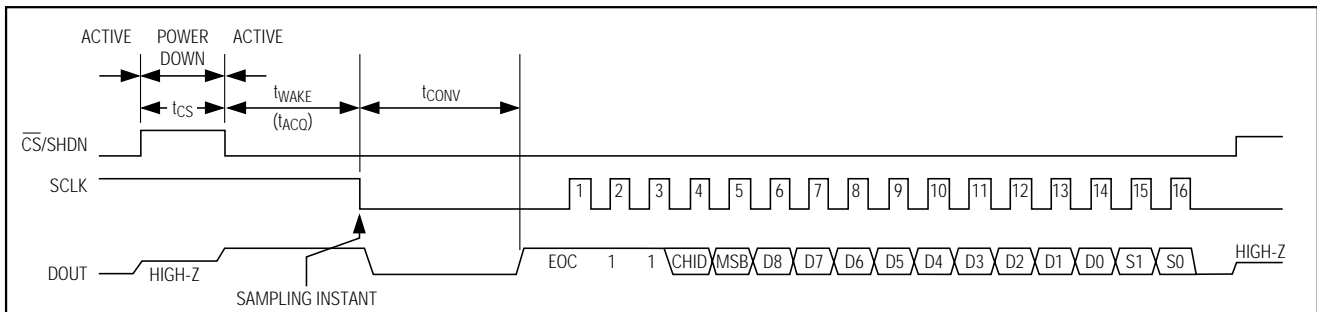 ACTIVE POWER DOWN ACTIVE
tCS
tWAKE
(tACQ)
tCONV
CS/SHDN
SCLK
1 2 3 4 5 6 7 8 9 10 11 12 13 14 15 16
DOUT
HIGH-Z
EOC 1 1 CHID MSB D8 D7 D6 D5 D4 D3 D2 D1 D0 S1 S0
HIGH-Z
SAMPLING INSTANT